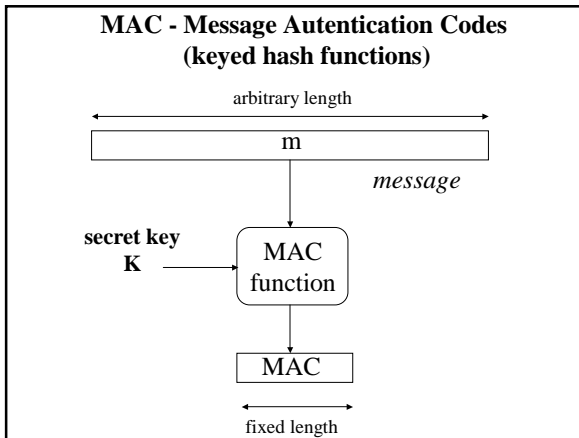 MAC - Message Autentication Codes
(keyed hash functions)
arbitrary length
m
message
secret key
K
MAC
function
MAC
fixed length